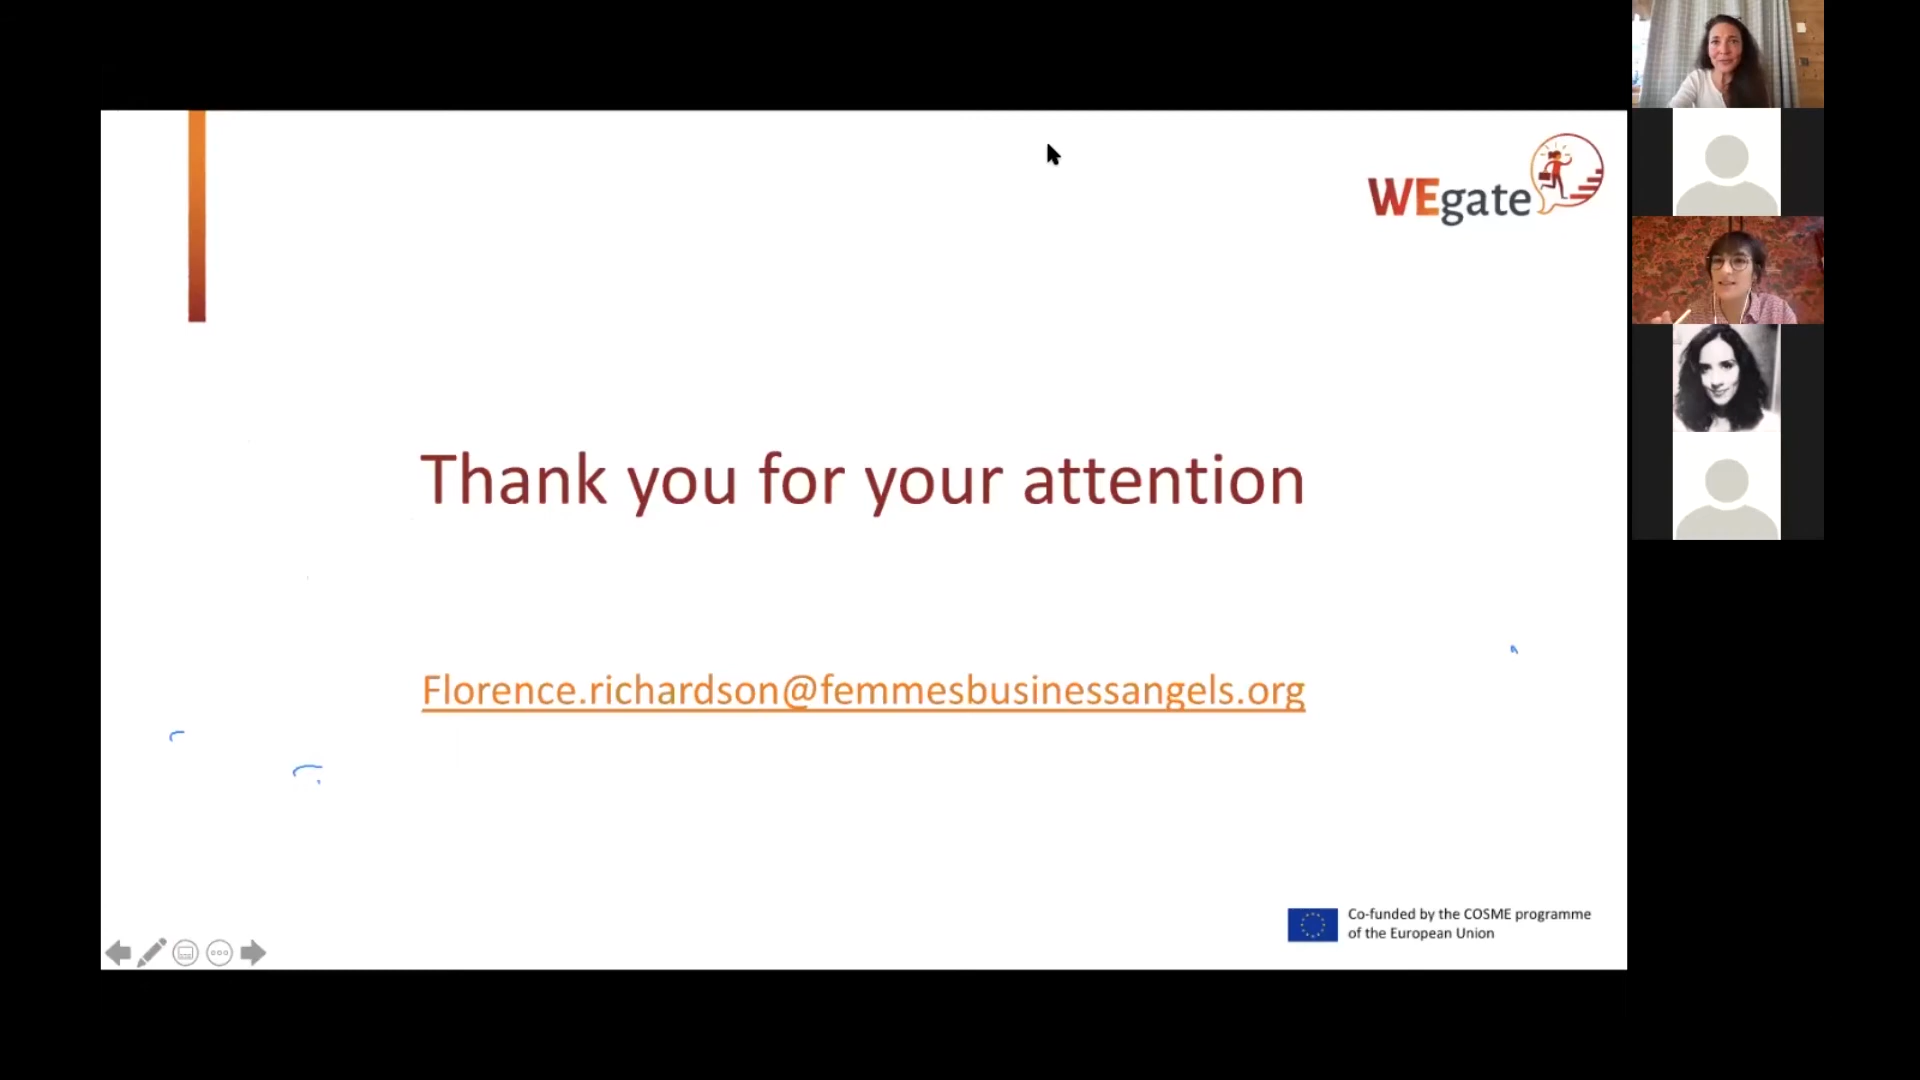 WEgate
Thank you for your attention
Florence.richardson@femmesbusinessangels.org
Co-funded by the COSME programme
of the European Union